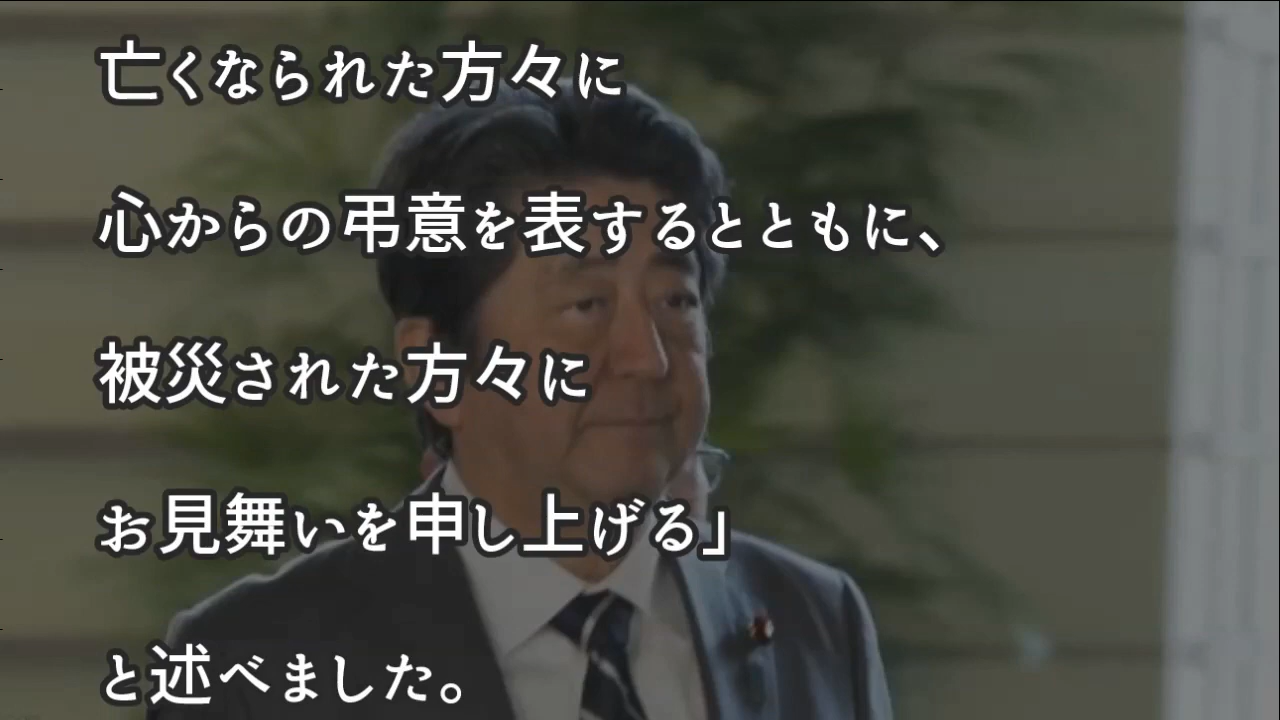 亡くなられた方々に
心からの弔意を表するとともに、
被災された方々に
お見舞いを申し上げる」
と述べました。